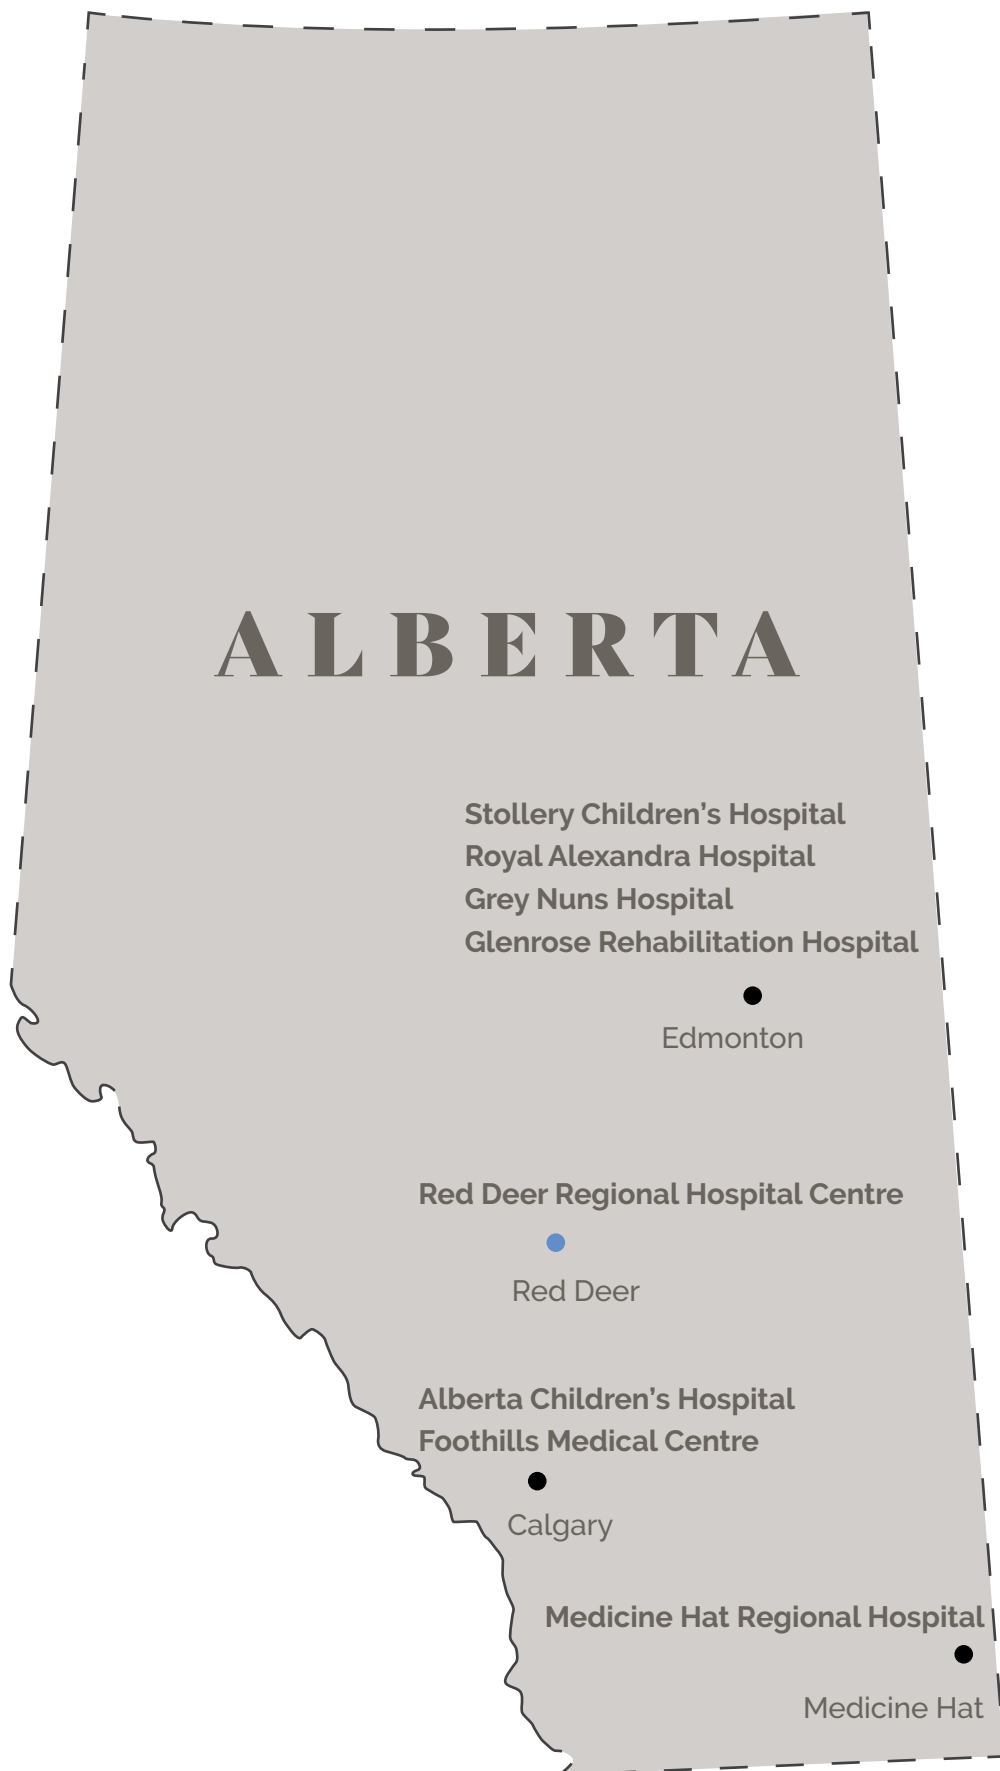 ALBERTA
Stollery Children’s Hospital
Royal Alexandra Hospital
Grey Nuns Hospital
Glenrose Rehabilitation Hospital
Edmonton
Red Deer Regional Hospital Centre
Red Deer
Alberta Children’s Hospital
Foothills Medical Centre
Calgary
Medicine Hat Regional Hospital
Medicine Hat